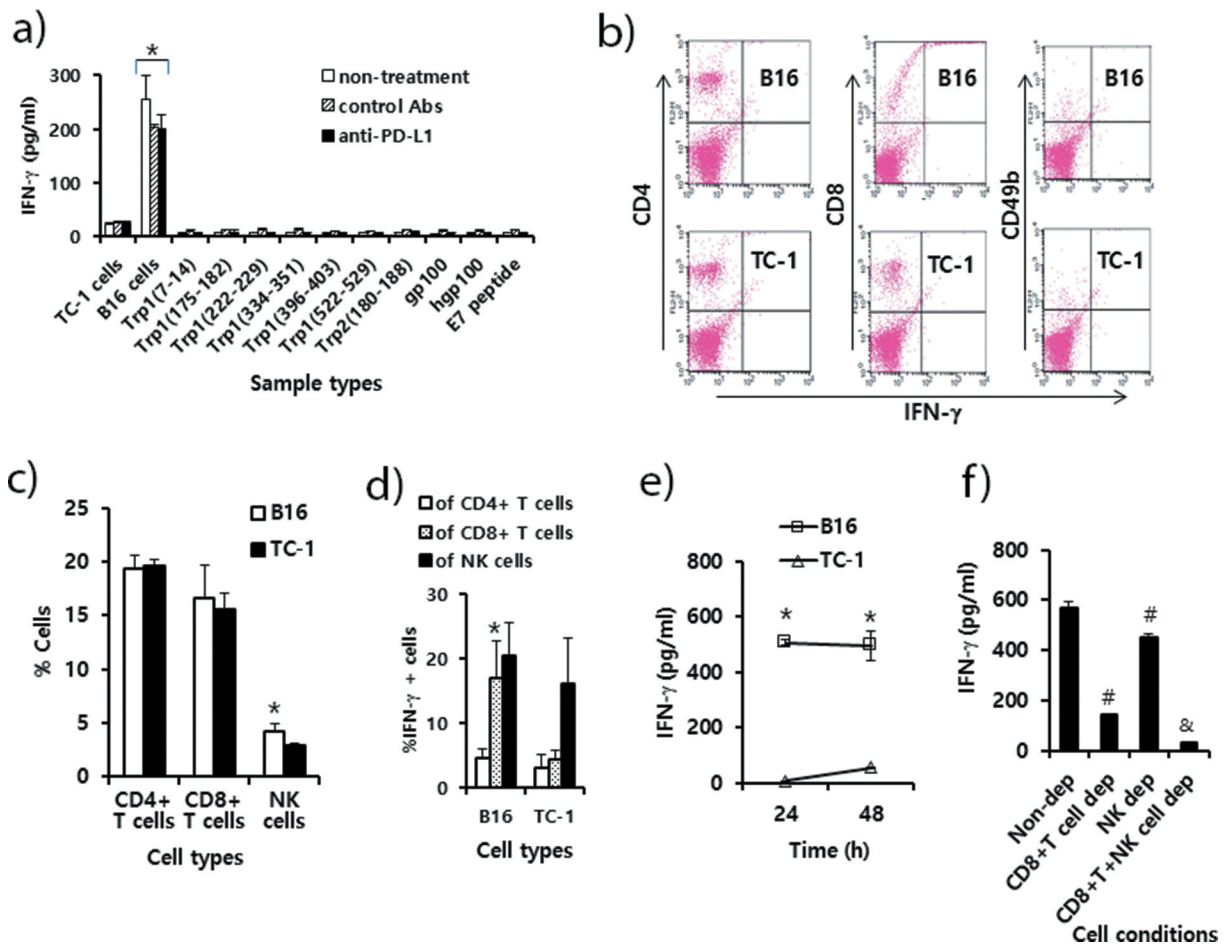 a)
*
300
200
100
0
IFN-γ (pg/ml)
non-treatment
control Abs
anti-PD-L1
TC-1 cells
B16 cells
Trp1(7-14)
Trp1(175-182)
Trp1(222-229)
Trp1(334-351)
Trp1(396-403)
Trp1(522-529)
Trp2(180-188)
gp100
hgp100
E7 peptide
Sample types
b)
CD4
B16
TC-1
CD8
B16
TC-1
CD49b
B16
TC-1
IFN-γ
c)
25
20
15
10
5
0
% Cells
B16
TC-1
*
CD4+
T cells
CD8+
T cells
NK
cells
Cell types
d)
of CD4+ T cells
of CD8+ T cells
of NK cells
30
20
10
0
%IFN-γ + cells
*
B16
TC-1
Cell types
e)
B16
TC-1
800
600
400
200
0
IFN-γ (pg/ml)
* *
24 48
Time (h)
f)
800
600
400
200
0
IFN-γ (pg/ml)
#
#
&
Non-dep
CD8+T cell dep
NK dep
CD8+T+NK cell dep
Cell conditions